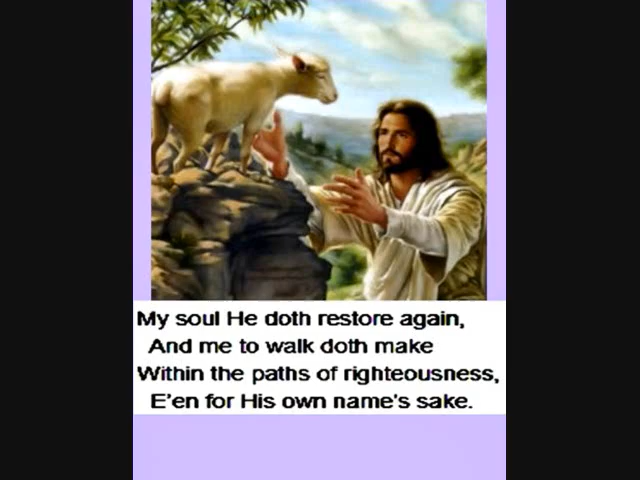 My soul He doth restore again,
And me to walk doth make
Within the paths of righteousness,
E'en for His own name's sake.